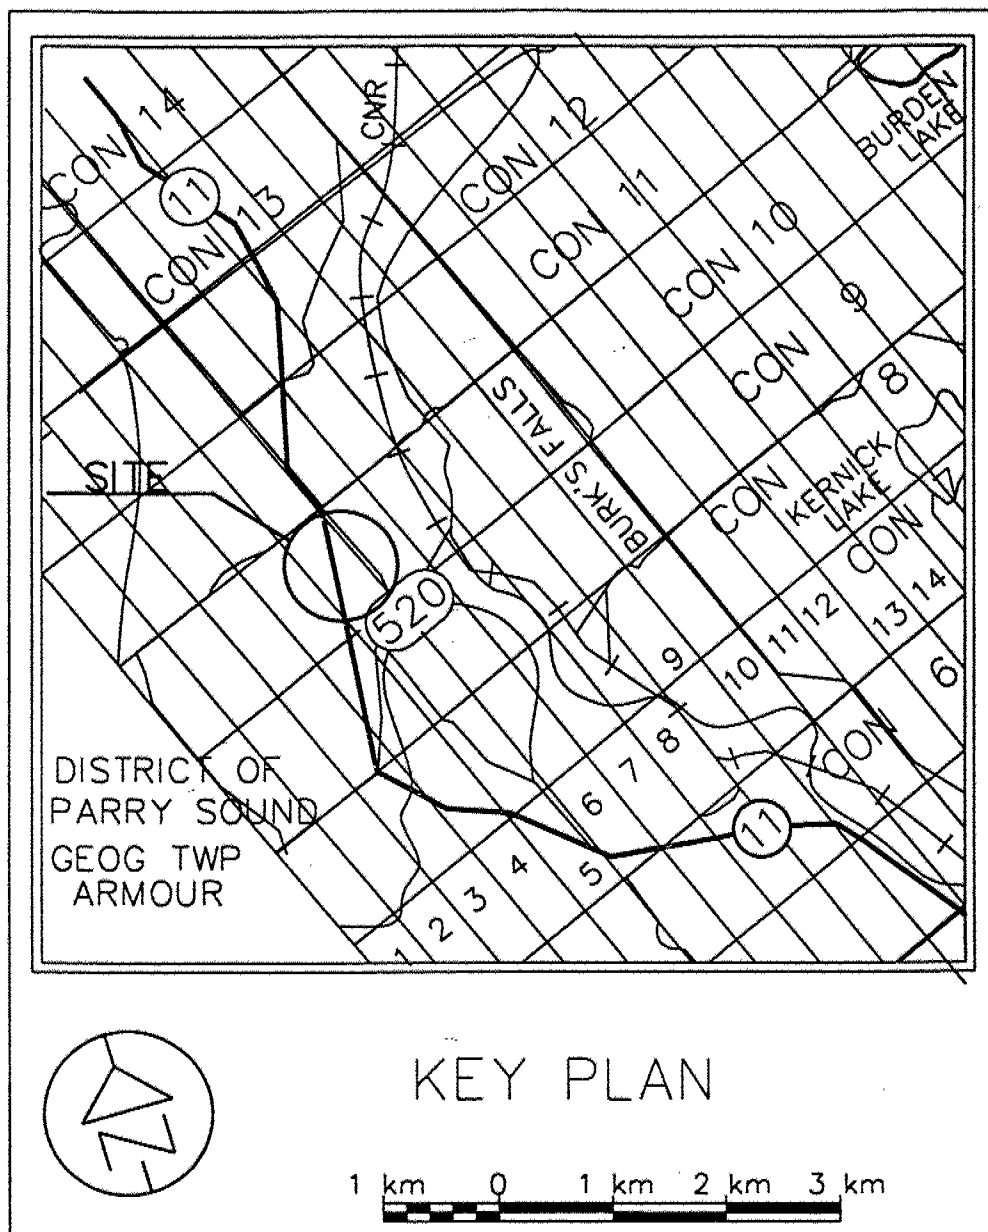 CON 14
11
CON 13
CNR
CON 12
CON 11
CON 10
CON 9
CON 8
CON
6
CON
BURDEN
LAKE
BURK'S FALLS
KERNICK
LAKE
SITE
520
11
DISTRICT OF
PARRY SOUND
GEOG TWP
ARMOUR
1
2
3
4
5
6
7
8
9
10
11
12
13
14
N
KEY PLAN
1 km 0 1 km 2 km 3 km